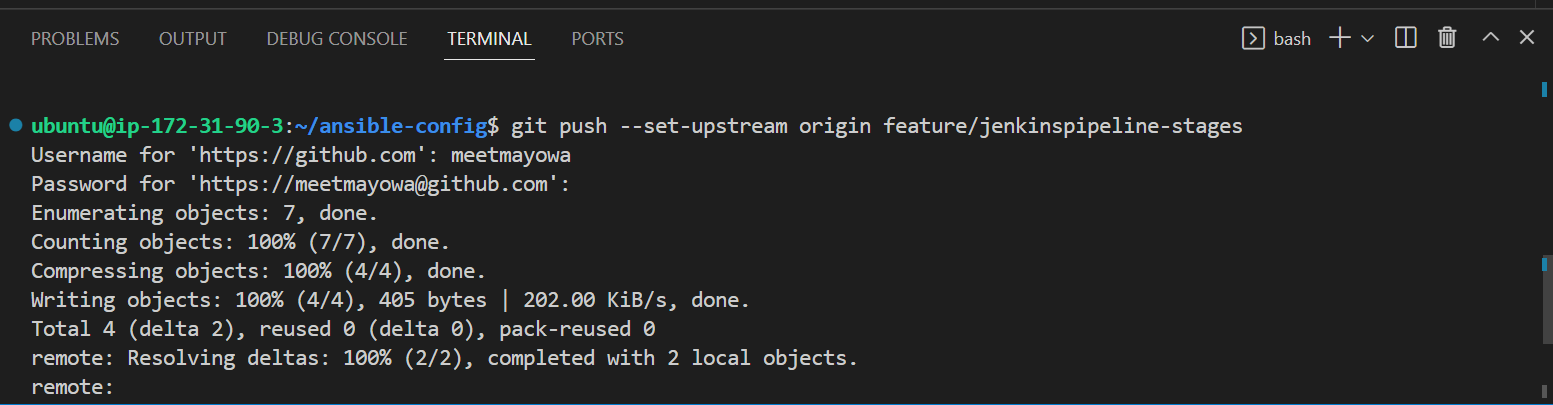 PROBLEMS OUTPUT DEBUG CONSOLE TERMINAL PORTS bash
ubuntu@ip-172-31-90-3:~/ansible-config$ git push --set-upstream origin feature/jenkinspipeline-stages
Username for 'https://github.com': meetmayowa
Password for 'https://meetmayowa@github.com':
Enumerating objects: 7, done.
Counting objects: 100% (7/7), done.
Compressing objects: 100% (4/4), done.
Writing objects: 100% (4/4), 405 bytes | 202.00 KiB/s, done.
Total 4 (delta 2), reused 0 (delta 0), pack-reused 0
remote: Resolving deltas: 100% (2/2), completed with 2 local objects.
remote: